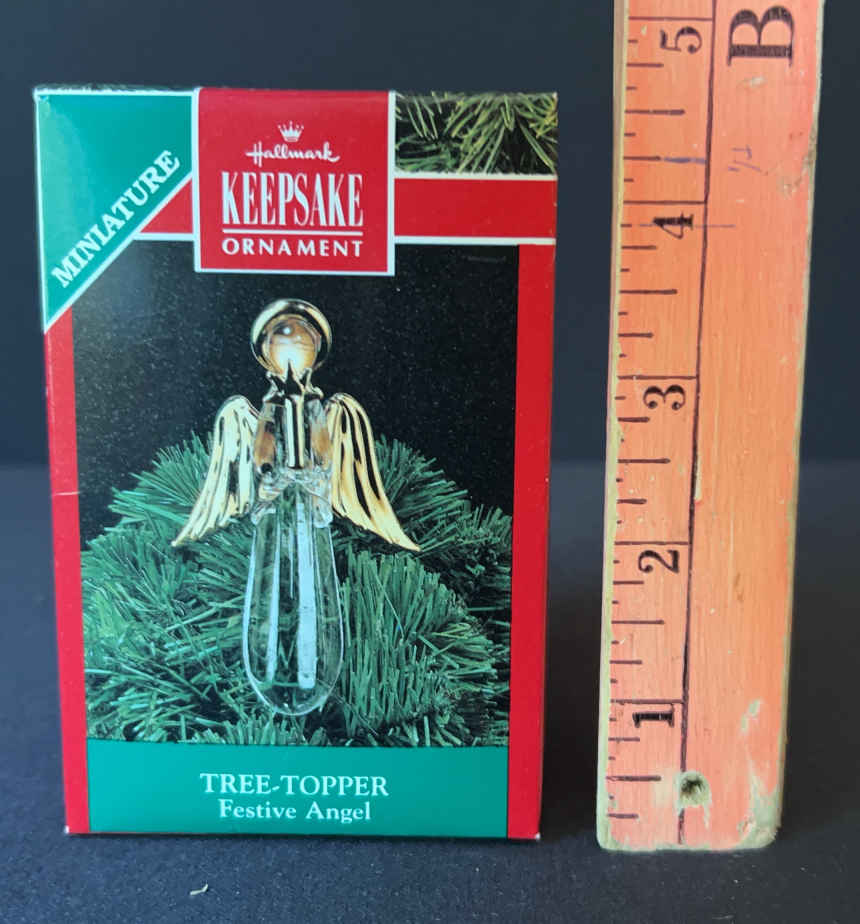 MINIATURE
Hallmark
KEEPSAKE
ORNAMENT
TREE-TOPPER
Festive Angel
B
5
4
3
2
1